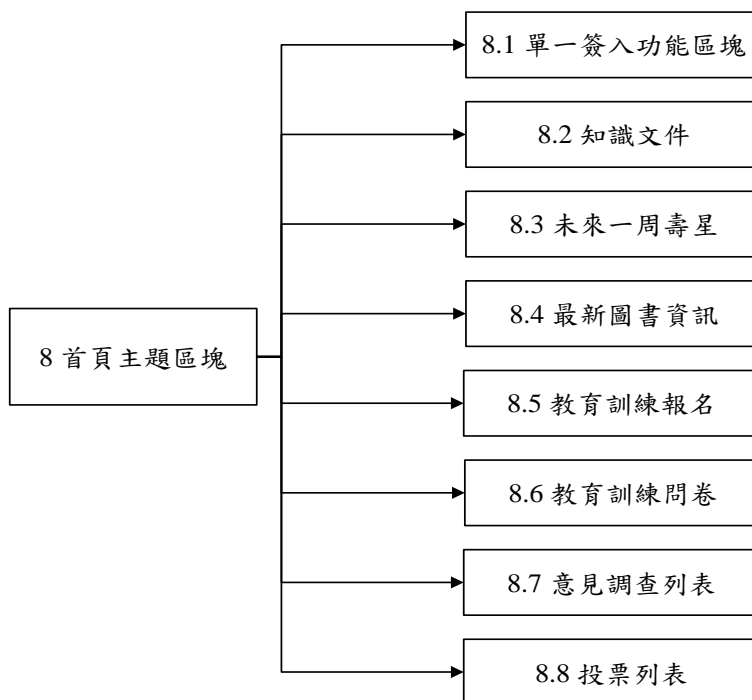 8.1 單一簽入功能區塊
8.2 知識文件
8.3 未來一周壽星
8.4 最新圖書資訊
8 首頁主題區塊
8.5 教育訓練報名
8.6 教育訓練問卷
8.7 意見調查列表
8.8 投票列表